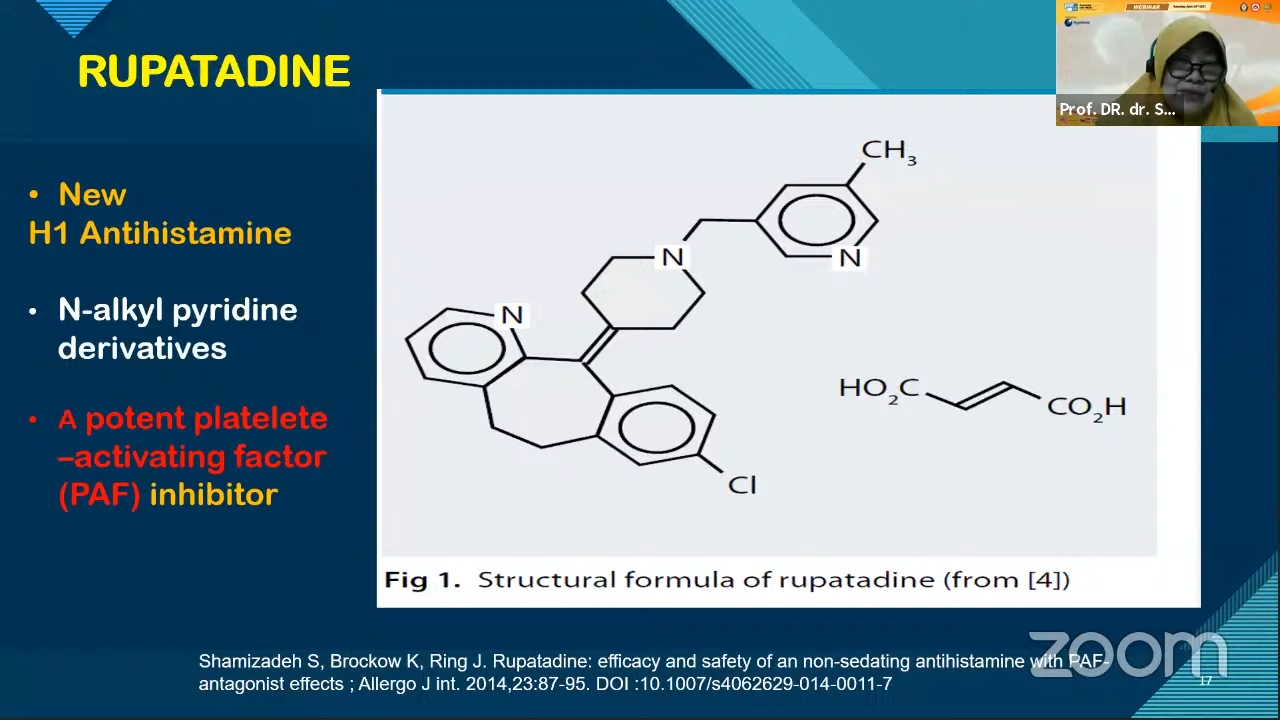 WEBINAR
RUPATADINE
Prof. DR. dr. S...
• New
H1 Antihistamine
• N-alkyl pyridine
derivatives
• A potent platelete
–activating factor
(PAF) inhibitor
CH3
N
N
N
HO2C
CO2H
Cl
Fig 1. Structural formula of rupatadine (from [4])
Shamizadeh S, Brockow K, Ring J. Rupatadine: efficacy and safety of an non-sedating antihistamine with PAF-
antagonist effects ; Allergo J int. 2014,23:87-95. DOI :10.1007/s4062629-014-0011-7
zoom
17